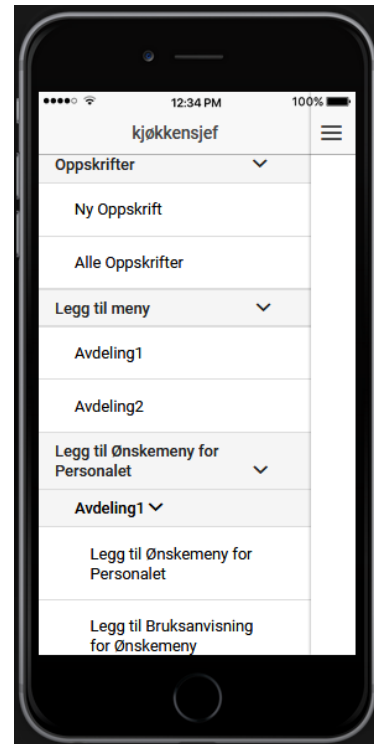 12:34 PM 100%
kjøkkensjef
Oppskrifter
Ny Oppskrift
Alle Oppskrifter
Legg til meny
Avdeling1
Avdeling2
Legg til Ønskemeny for
Personalet
Avdeling1
Legg til Ønskemeny for
Personalet
Legg til Bruksanvisning
for Ønskemeny